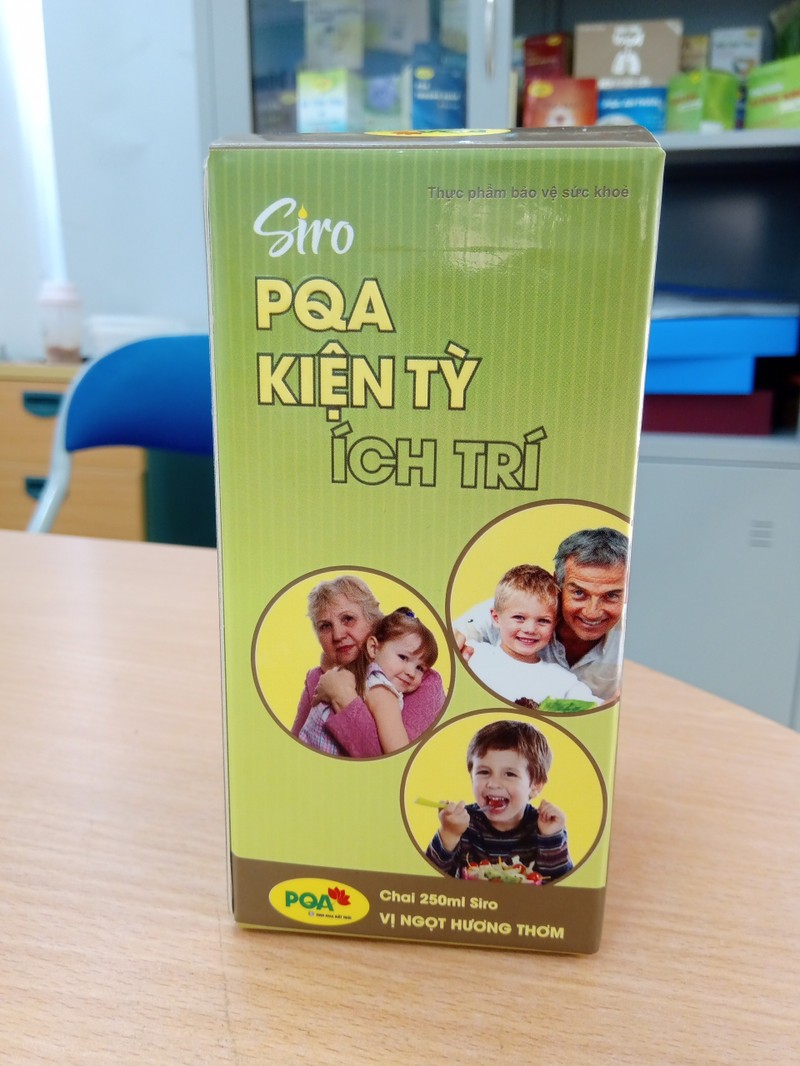 Thực phẩm bảo vệ sức khoẻ
Siro
PQA
KIỆN TỲ
ÍCH TRÍ
PQA
Chai 250ml Siro
VỊ NGỌT HƯƠNG THƠM